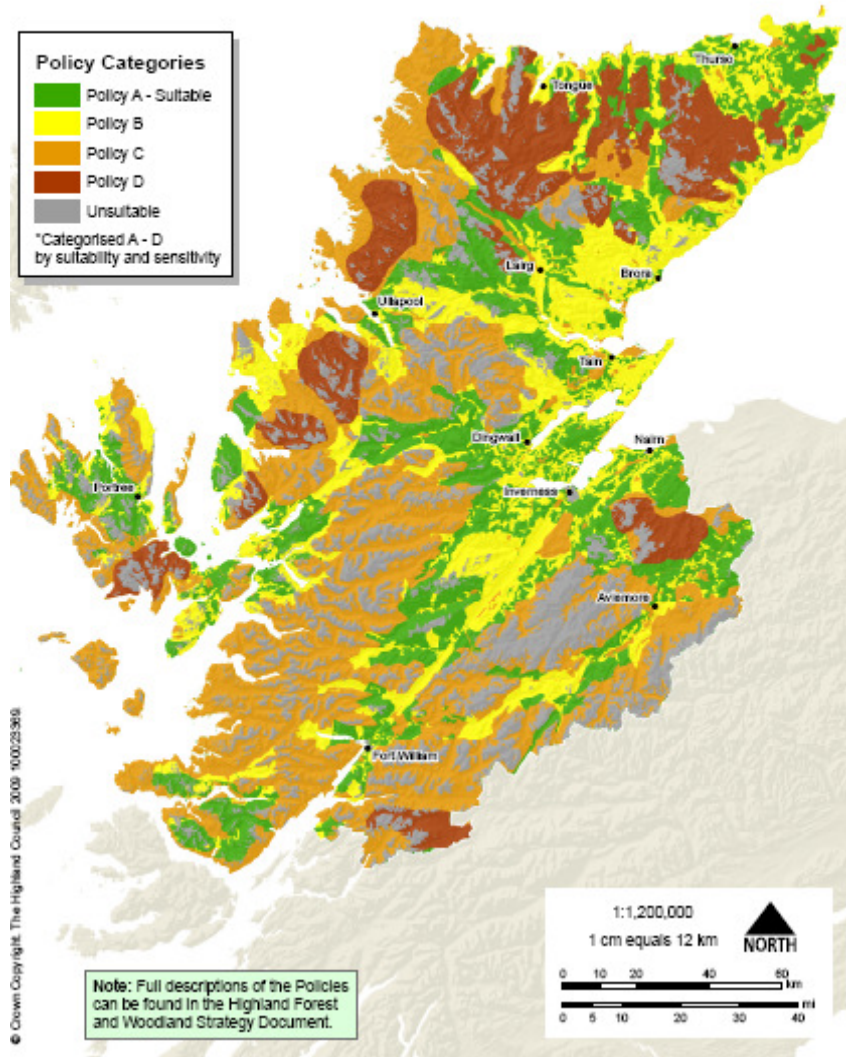 Policy Categories
Policy A - Suitable
Policy B
Policy C
Policy D
Unsuitable
*Categorised A - D
by suitability and sensitivity
Thurso
Tongue
Lairg
Brora
Ullapool
Tain
Dingwall
Nairn
Portree
Inverness
Aviemore
Fort William
© Crown Copyright. The Highland Council 2009 100023369.
Note: Full descriptions of the Policies
can be found in the Highland Forest
and Woodland Strategy Document.
1:1,200,000
1 cm equals 12 km
NORTH
0 10 20 40 60
km
mi
0 5 10 20 30 40